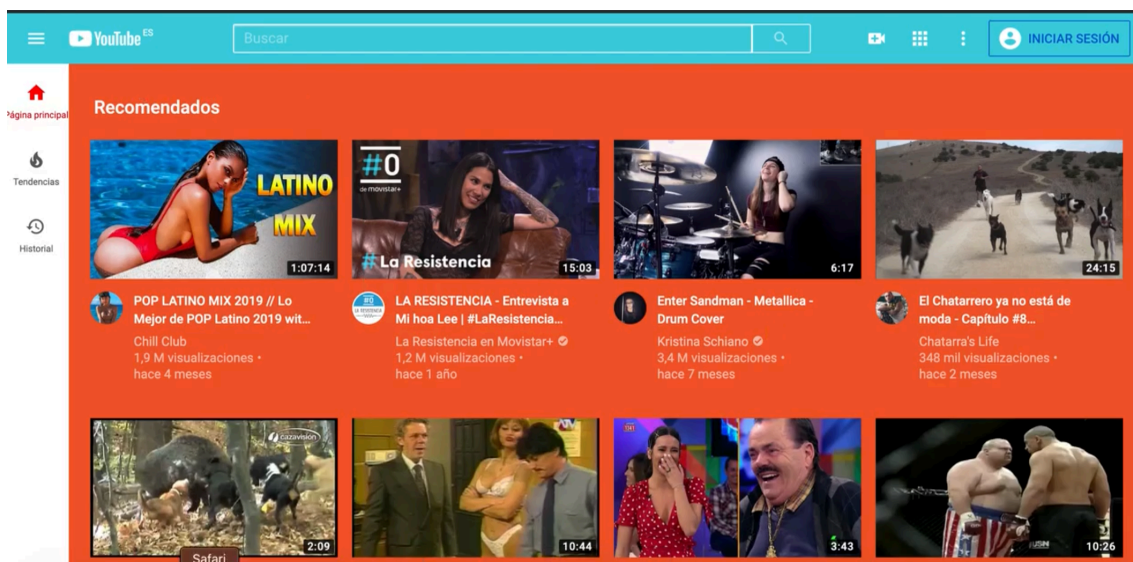 YouTube ES
Buscar
INICIAR SESIÓN
Página principal
Tendencias
Historial
Recomendados
LATINO
MIX
1:07:14
#0
de movistar+
#La Resistencia
15:03
6:17
24:15
POP LATINO MIX 2019 // Lo
Mejor de POP Latino 2019 wit...
Chill Club
1,9 M visualizaciones •
hace 4 meses
#0
LA RESISTENCIA
LA RESISTENCIA - Entrevista a
Mi hoa Lee | #LaResistencia...
La Resistencia en Movistar+
1,2 M visualizaciones •
hace 1 año
Enter Sandman - Metallica -
Drum Cover
Kristina Schiano
3,4 M visualizaciones •
hace 7 meses
El Chatarrero ya no está de
moda - Capítulo #8...
Chatarra's Life
348 mil visualizaciones •
hace 2 meses
cazavisión
2:09
10:44
3:43
10:26
Safari